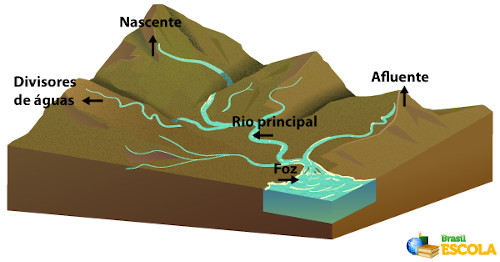 Nascente
Divisores
de águas
Afluente
Rio principal
Foz
Brasil
ESCOLA